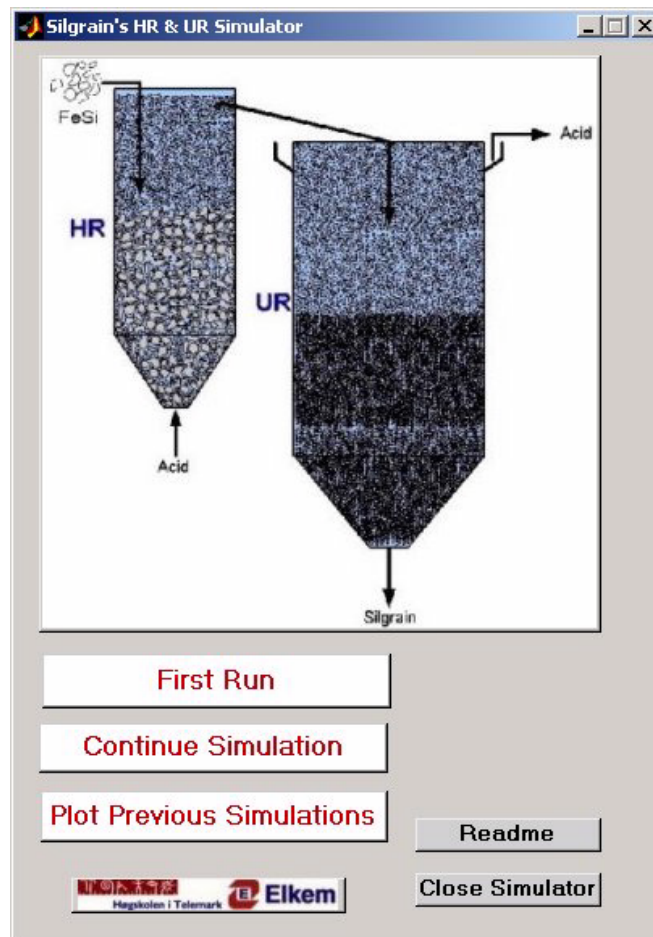 Silgrain's HR & UR Simulator
FeSi
Acid
HR
UR
Acid
Silgrain
First Run
Continue Simulation
Plot Previous Simulations
Readme
Close Simulator
Høgskolen i Telemark
E Elkem